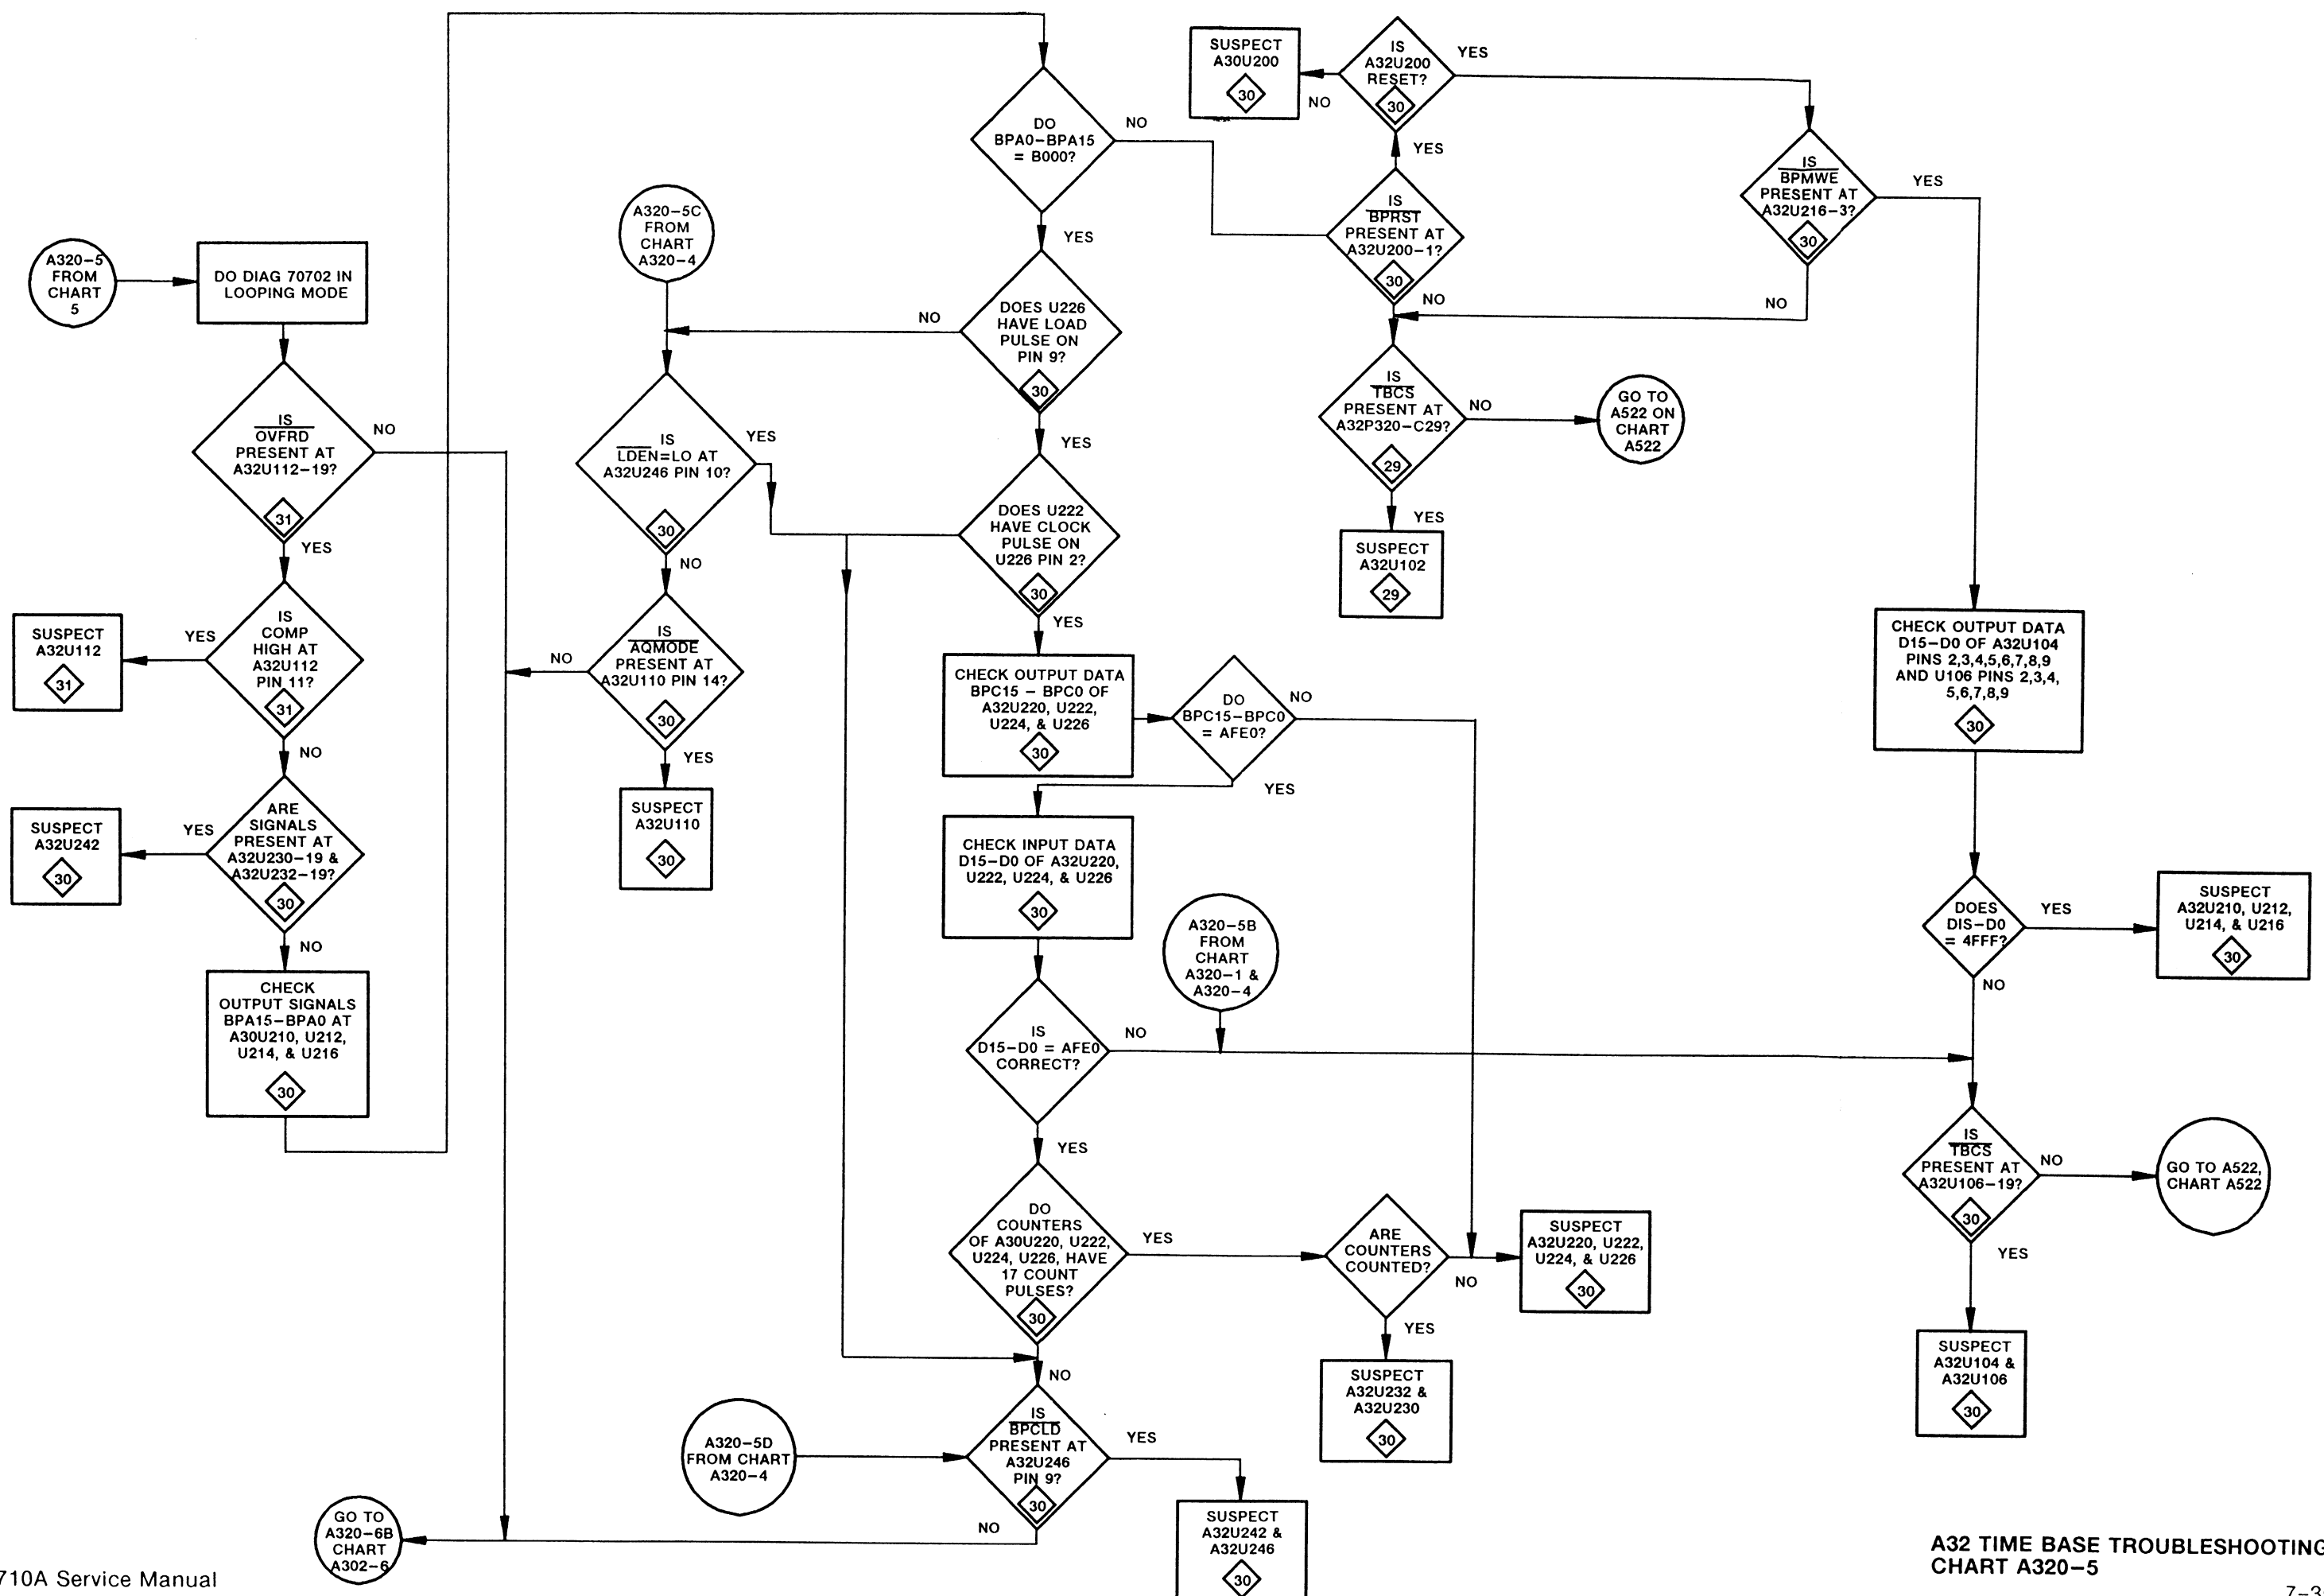 A320-5
FROM
CHART
5
DO DIAG 70702 IN
LOOPING MODE
IS
OVFRD
PRESENT AT
A32U112-19?
31
NO
YES
IS
COMP
HIGH AT
A32U112
PIN 11?
31
YES
SUSPECT
A32U112
31
NO
ARE
SIGNALS
PRESENT AT
A32U230-19 &
A32U232-19?
30
YES
SUSPECT
A32U242
30
NO
CHECK
OUTPUT SIGNALS
BPA15-BPA0 AT
A30U210, U212,
U214, & U216
30
A320-5C
FROM
CHART
A320-4
IS
LDEN=LO AT
A32U246 PIN 10?
30
YES
NO
IS
AQMODE
PRESENT AT
A32U110 PIN 14?
30
NO
YES
SUSPECT
A32U110
30
DO
BPA0-BPA15
= B000?
NO
YES
DOES U226
HAVE LOAD
PULSE ON
PIN 9?
30
NO
YES
DOES U222
HAVE CLOCK
PULSE ON
U226 PIN 2?
30
YES
CHECK OUTPUT DATA
BPC15 - BPC0 OF
A32U220, U222,
U224, & U226
30
DO
BPC15-BPC0
= AFE0?
NO
YES
CHECK INPUT DATA
D15-D0 OF A32U220,
U222, U224, & U226
30
A320-5B
FROM
CHART
A320-1 &
A320-4
IS
D15-D0 = AFE0
CORRECT?
NO
YES
DO
COUNTERS
OF A30U220, U222,
U224, U226, HAVE
17 COUNT
PULSES?
30
YES
NO
ARE
COUNTERS
COUNTED?
NO
YES
SUSPECT
A32U220, U222,
U224, & U226
30
SUSPECT
A32U232 &
A32U230
30
A320-5D
FROM CHART
A320-4
IS
BPCLD
PRESENT AT
A32U246
PIN 9?
30
YES
NO
SUSPECT
A32U242 &
A32U246
30
GO TO
A320-6B
CHART
A302-6
SUSPECT
A30U200
30
IS
A32U200
RESET?
30
NO
YES
YES
IS
BPRST
PRESENT AT
A32U200-1?
30
NO
IS
BPMWE
PRESENT AT
A32U216-3?
30
YES
NO
IS
TBCS
PRESENT AT
A32P320-C29?
29
NO
GO TO
A522 ON
CHART
A522
YES
SUSPECT
A32U102
29
CHECK OUTPUT DATA
D15-D0 OF A32U104
PINS 2,3,4,5,6,7,8,9
AND U106 PINS 2,3,4,
5,6,7,8,9
30
DOES
DIS-D0
= 4FFF?
YES
SUSPECT
A32U210, U212,
U214, & U216
30
NO
IS
TBCS
PRESENT AT
A32U106-19?
30
NO
GO TO A522,
CHART A522
YES
SUSPECT
A32U104 &
A32U106
30
710A Service Manual
A32 TIME BASE TROUBLESHOOTING
CHART A320-5
7-3